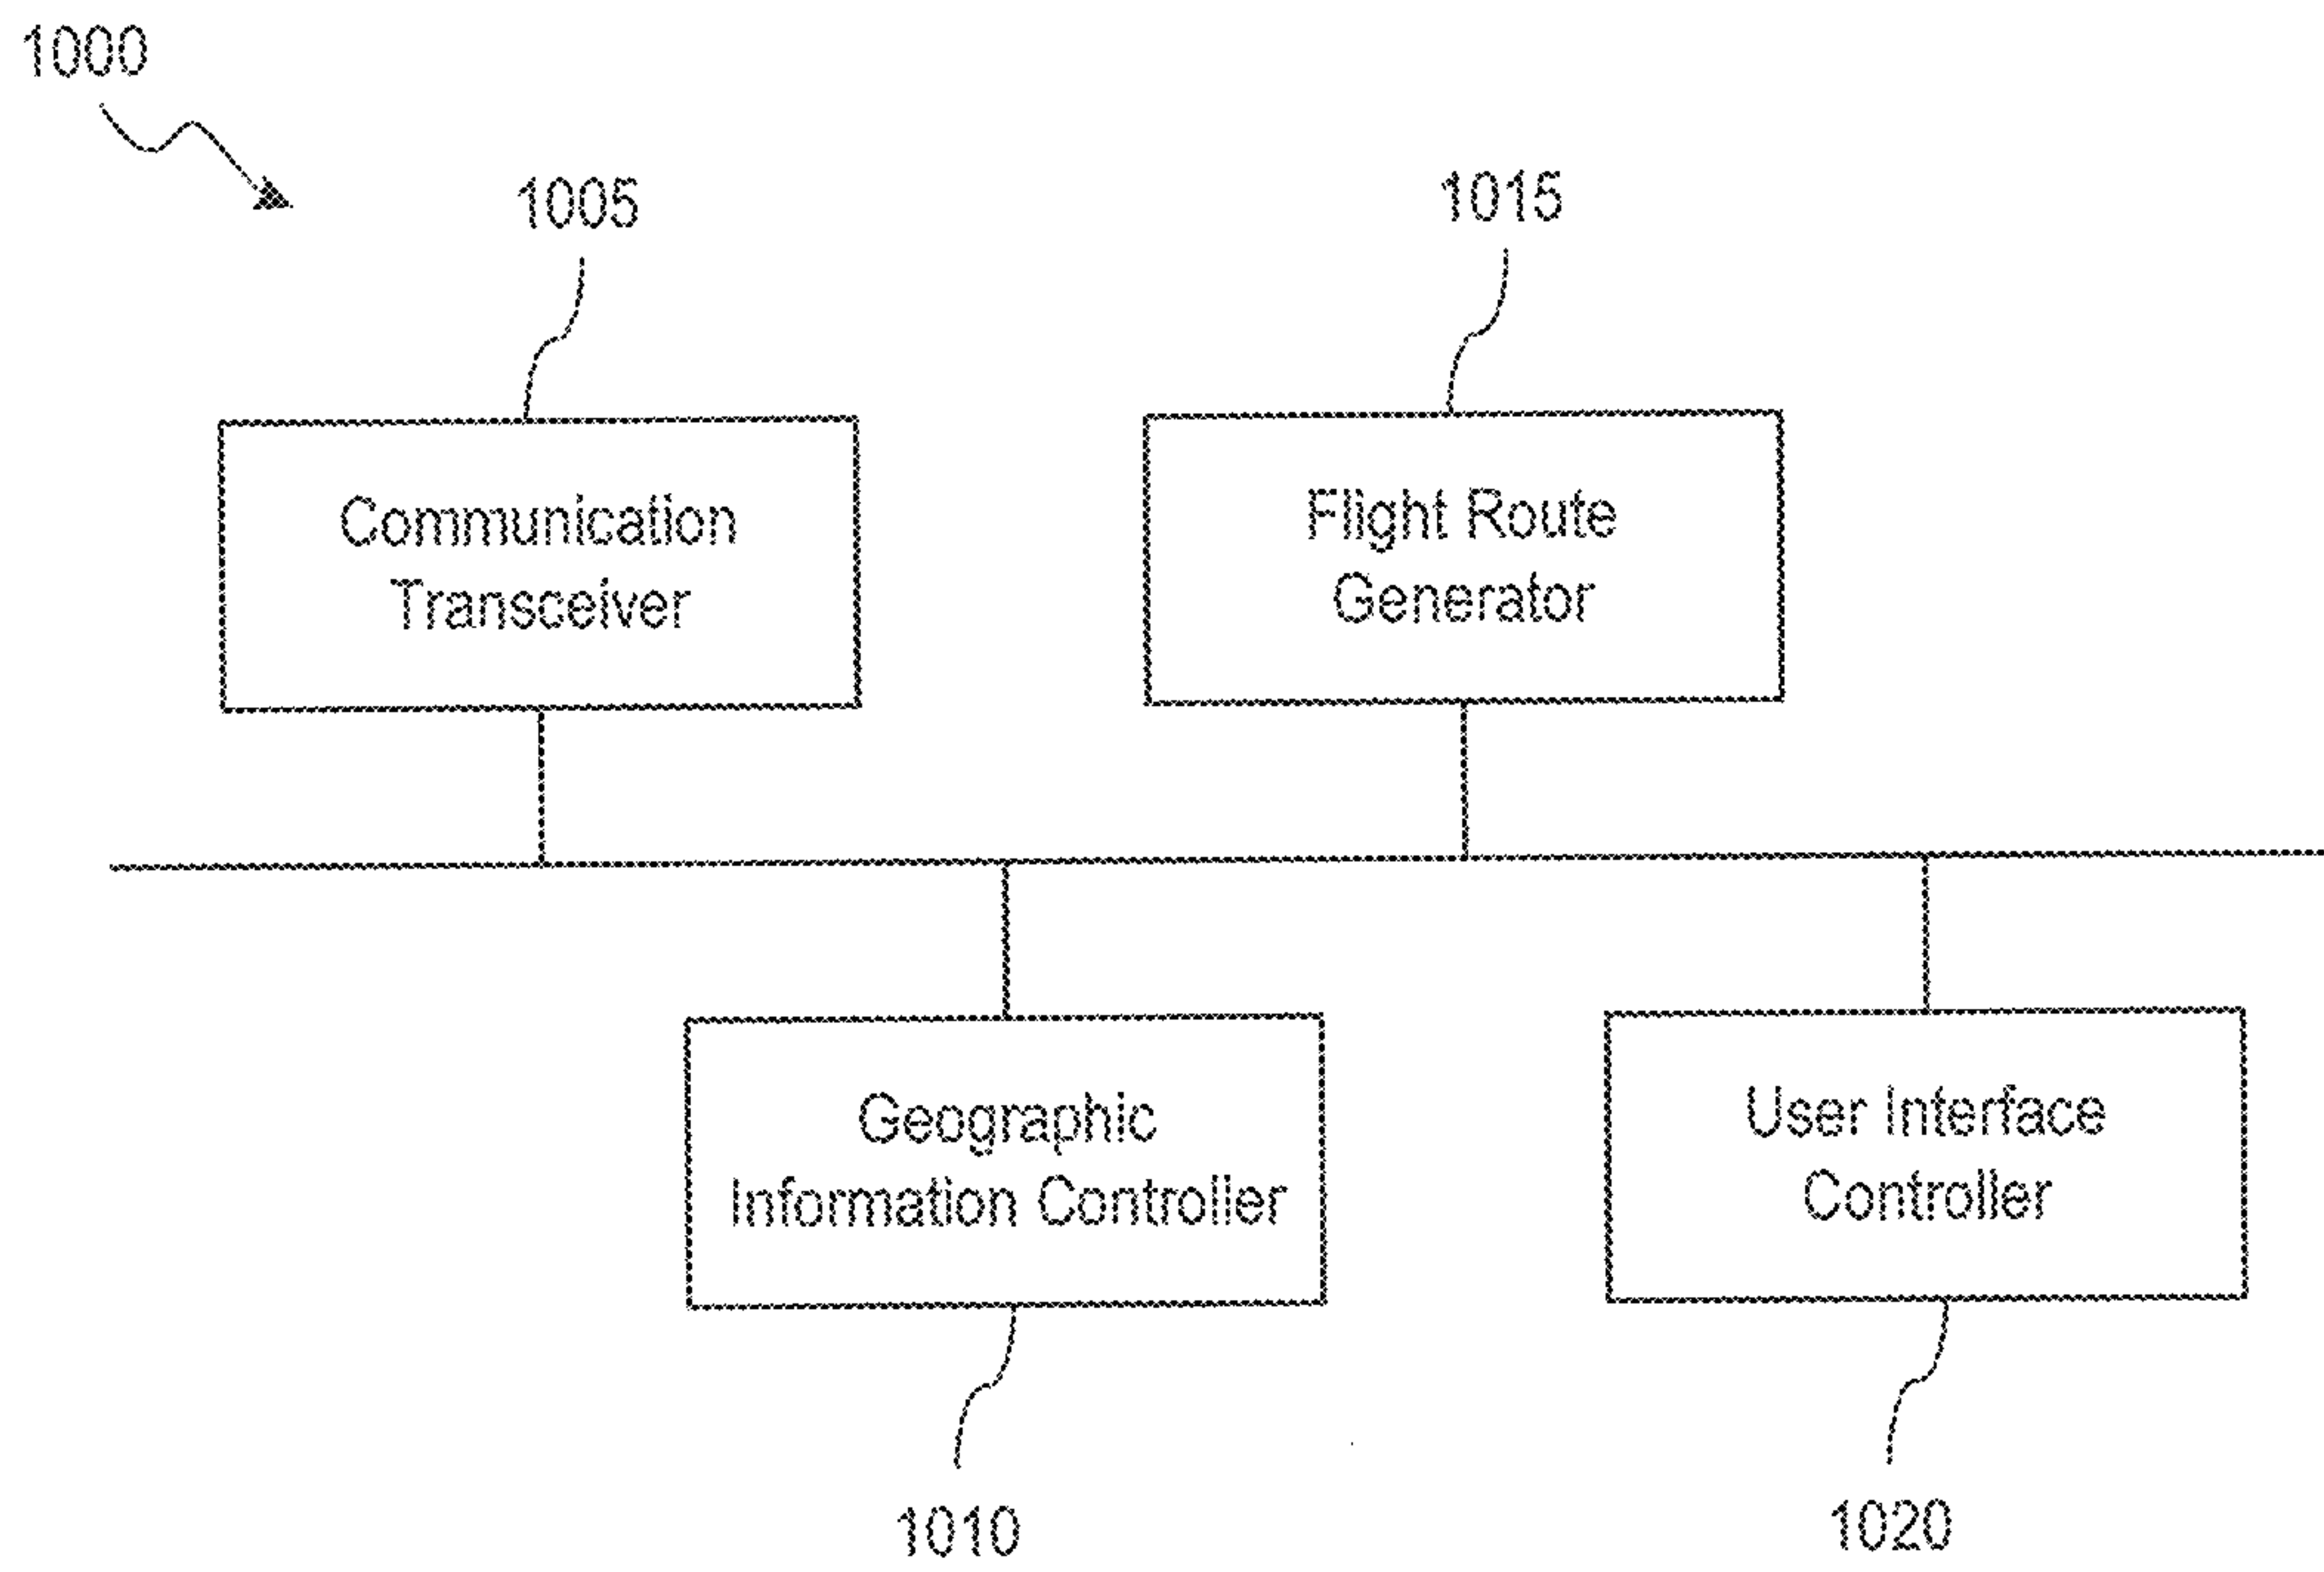 1000
1005
1015
Communication
Transceiver
Flight Route
Generator
Geographic
Information Controller
User Interface
Controller
1010
1020